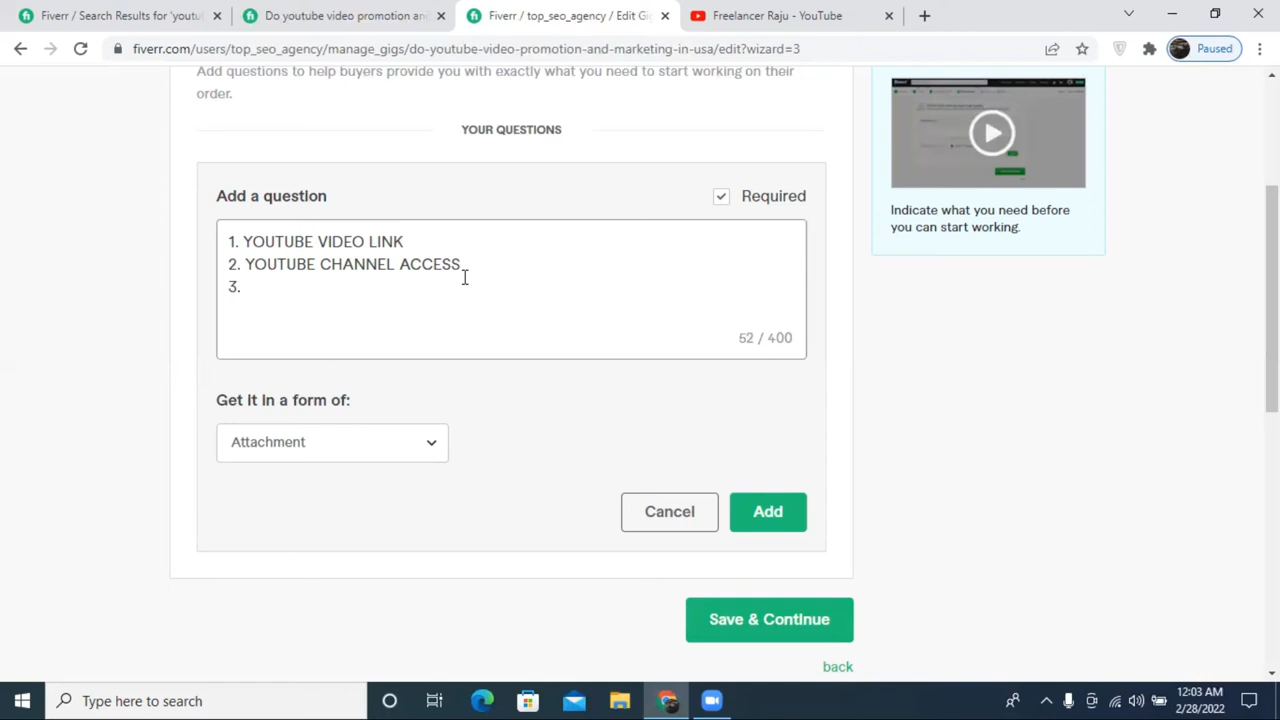 Fiverr / Search Results for 'youtu
Do youtube video promotion and
Fiverr / top_seo_agency / Edit Gi
Freelancer Raju - YouTube
fiverr.com/users/top_seo_agency/manage_gigs/do-youtube-video-promotion-and-marketing-in-usa/edit?wizard=3
Paused
Add questions to help buyers provide you with exactly what you need to start working on their
order.
YOUR QUESTIONS
Add a question
Required
1. YOUTUBE VIDEO LINK
2. YOUTUBE CHANNEL ACCESS
3.
52 / 400
Get it in a form of:
Attachment
Cancel
Add
Save & Continue
back
Indicate what you need before
you can start working.
Type here to search
12:03 AM
2/28/2022